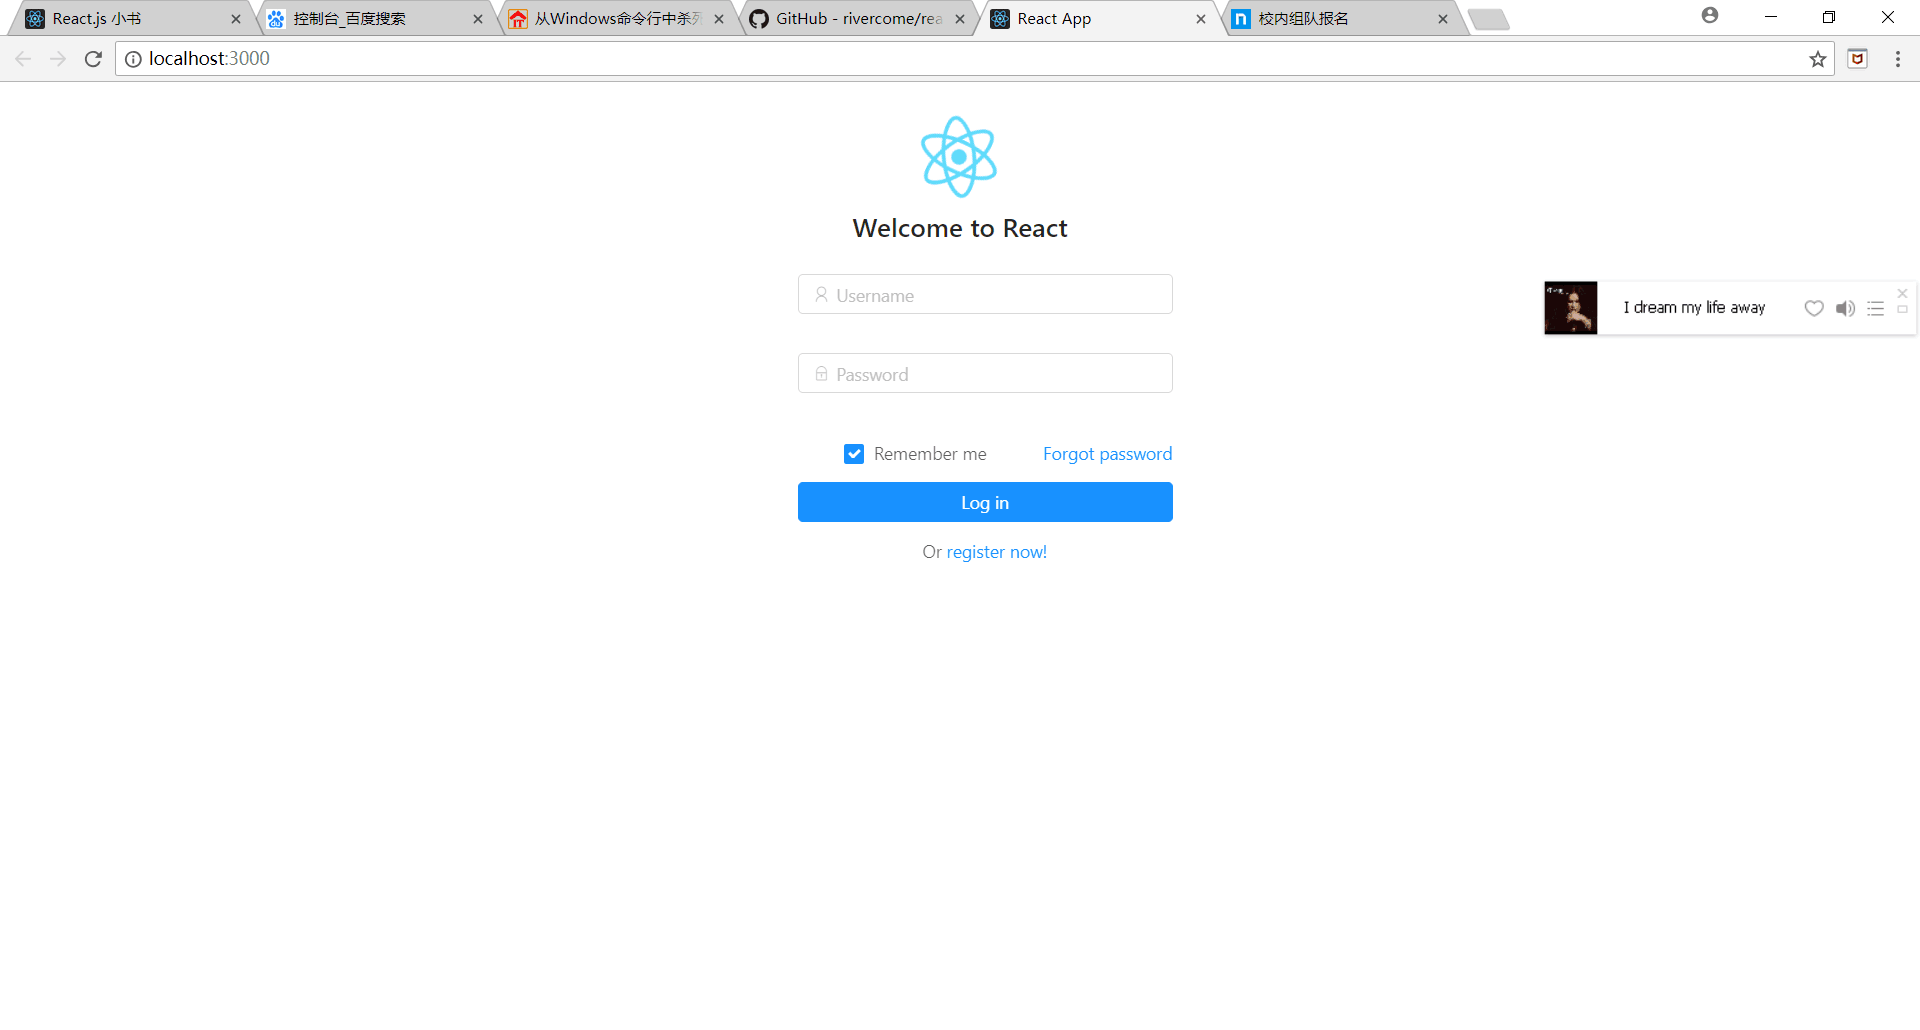 React.js 小书
控制台_百度搜索
从Windows命令行中杀死
GitHub - rivercome/rea
React App
校内组队报名
localhost:3000
Welcome to React
Username
I dream my life away
Password
Remember me
Forgot password
Log in
Or register now!